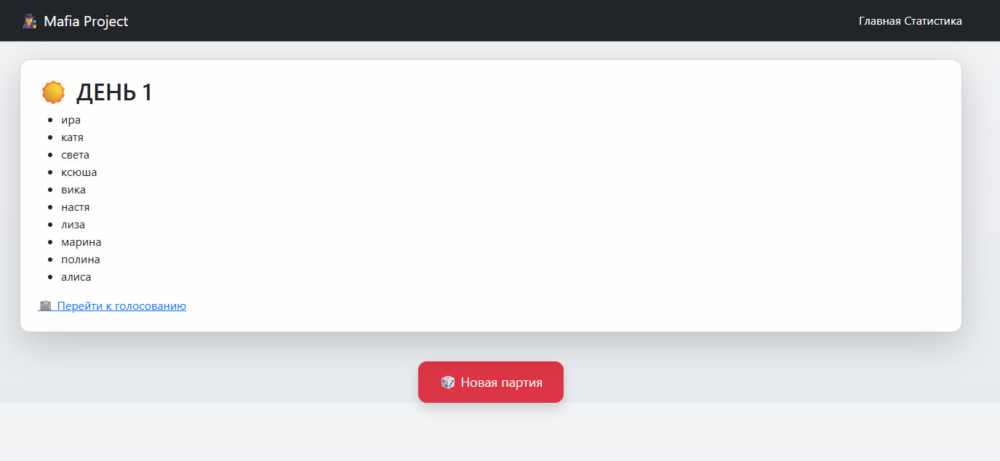 Mafia Project
Главная Статистика
ДЕНЬ 1
ира
катя
света
ксюша
вика
настя
лиза
марина
полина
алиса
Перейти к голосованию
Новая партия